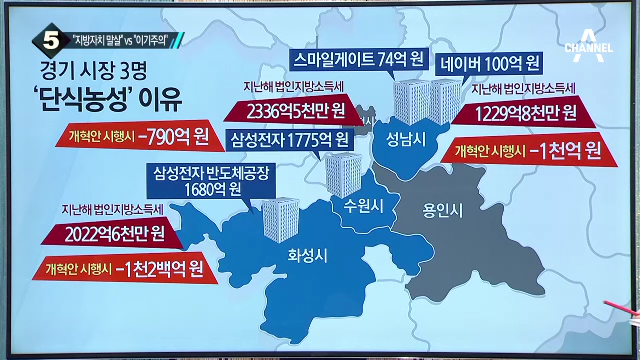 5 "지방자치 말살" vs "이기주의"
CHANNEL A
경기 시장 3명
'단식농성' 이유
스마일게이트 74억 원
네이버 100억 원
지난해 법인지방소득세
2336억5천만 원
개혁안 시행시 -790억 원
삼성전자 1775억 원
지난해 법인지방소득세
1229억8천만 원
개혁안 시행시 -1천억 원
성남시
삼성전자 반도체공장
1680억 원
수원시
용인시
지난해 법인지방소득세
2022억6천만 원
개혁안 시행시 -1천2백억 원
화성시